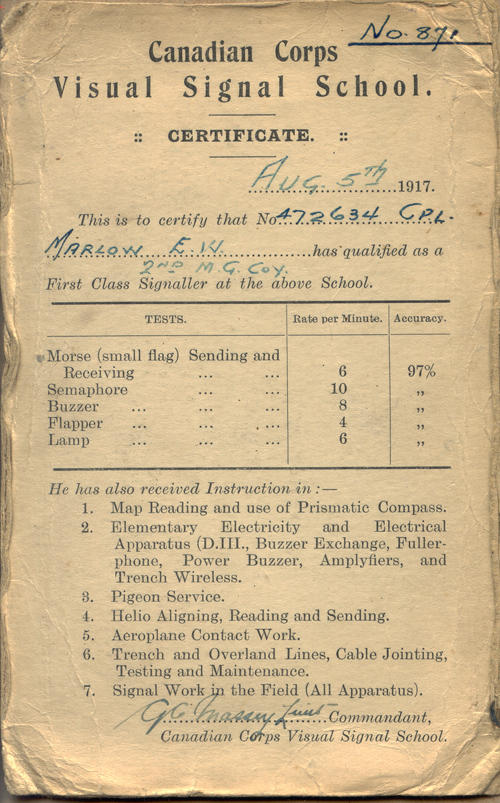 No. 871
Canadian Corps
Visual Signal School.
:: CERTIFICATE. ::
Aug. 5th 1917.
This is to certify that No 472634 CPL.
MARLOW E.W. has qualified as a
2ND M.G. COY.
First Class Signaller at the above School.
TESTS. Rate per Minute. Accuracy.
Morse (small flag) Sending and
Receiving ... ... 6 97%
Semaphore ... ... 10 „
Buzzer ... ... ... 8 „
Flapper ... ... ... 4 „
Lamp ... ... ... 6 „
He has also received Instruction in :—
1. Map Reading and use of Prismatic Compass.
2. Elementary Electricity and Electrical
Apparatus (D.III., Buzzer Exchange, Fuller-
phone, Power Buzzer, Amplyfiers, and
Trench Wireless.
3. Pigeon Service.
4. Helio Aligning, Reading and Sending.
5. Aeroplane Contact Work.
6. Trench and Overland Lines, Cable Jointing,
Testing and Maintenance.
7. Signal Work in the Field (All Apparatus).
Massey Lieut Commandant,
Canadian Corps Visual Signal School.